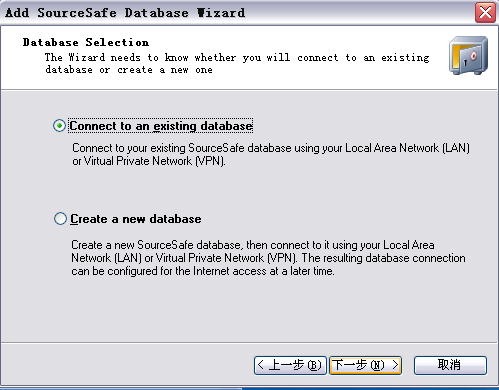 Add SourceSafe Database Wizard
Database Selection
The Wizard needs to know whether you will connect to an existing
database or create a new one
Connect to an existing database
Connect to your existing SourceSafe database using your Local Area Network (LAN)
or Virtual Private Network (VPN).
Create a new database
Create a new SourceSafe database, then connect to it using your Local Area
Network (LAN) or Virtual Private Network (VPN). The resulting database connection
can be configured for the Internet access at a later time.
< 上一步(B) 下一步(N) > 取消